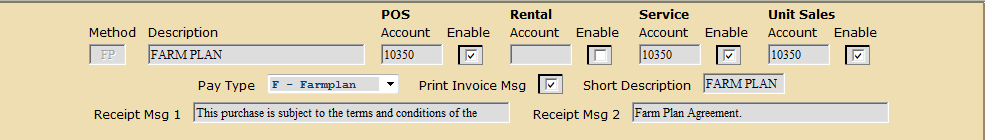 POS Rental Service Unit Sales
Method Description Account Enable Account Enable Account Enable Account Enable
FP FARM PLAN 10350 10350 10350
Pay Type F - Farmplan Print Invoice Msg Short Description FARM PLAN
Receipt Msg 1 This purchase is subject to the terms and conditions of the Receipt Msg 2 Farm Plan Agreement.